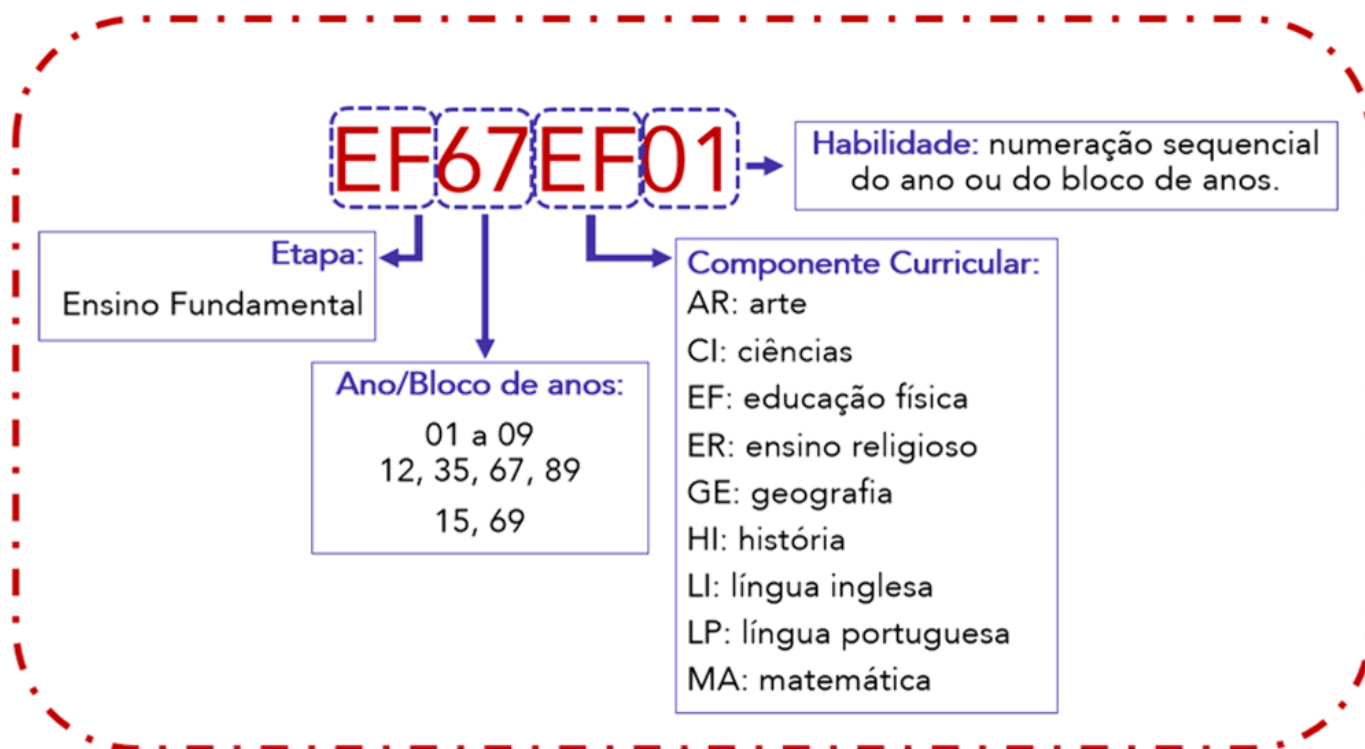 EF67EF01
Habilidade: numeração sequencial
do ano ou do bloco de anos.
Etapa:
Ensino Fundamental
Ano/Bloco de anos:
01 a 09
12, 35, 67, 89
15, 69
Componente Curricular:
AR: arte
CI: ciências
EF: educação física
ER: ensino religioso
GE: geografia
HI: história
LI: língua inglesa
LP: língua portuguesa
MA: matemática